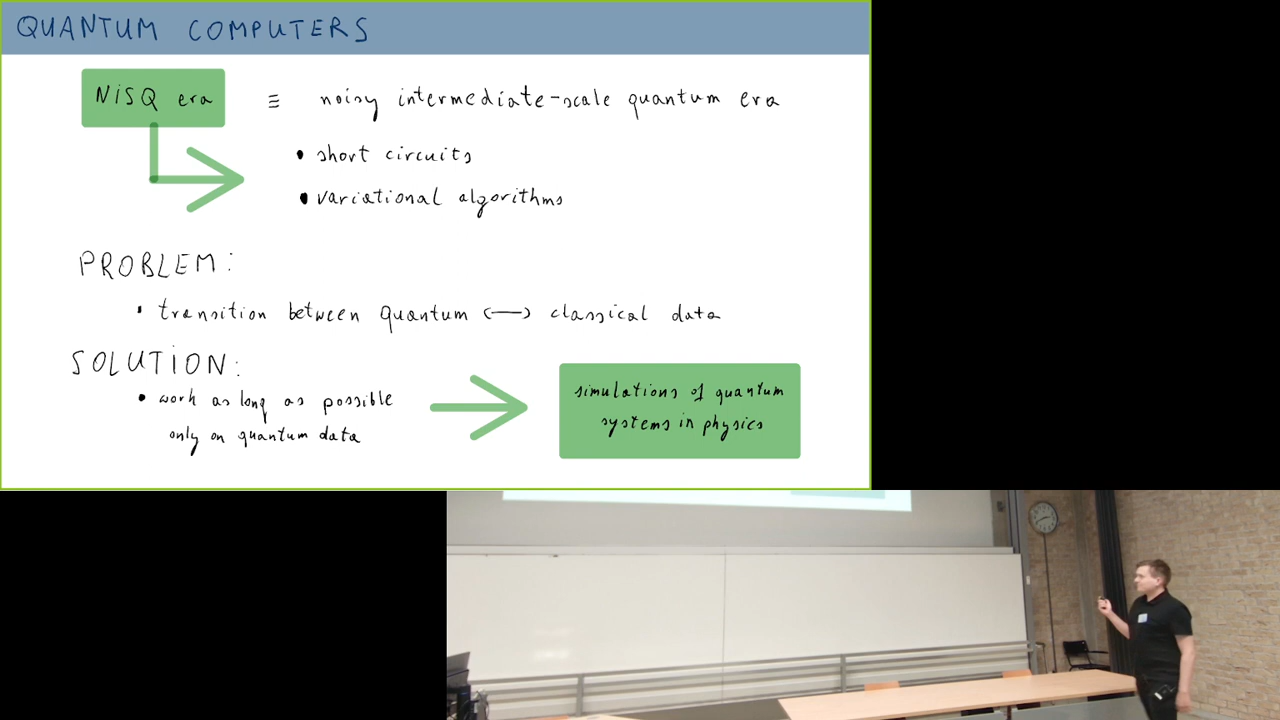 QUANTUM COMPUTERS
NiSQ era ≡ noisy intermediate-scale quantum era
• short circuits
• variational algorithms
PROBLEM:
• transition between quantum ⟷ classical data
SOLUTION:
• work as long as possible
only on quantum data
simulations of quantum
systems in physics